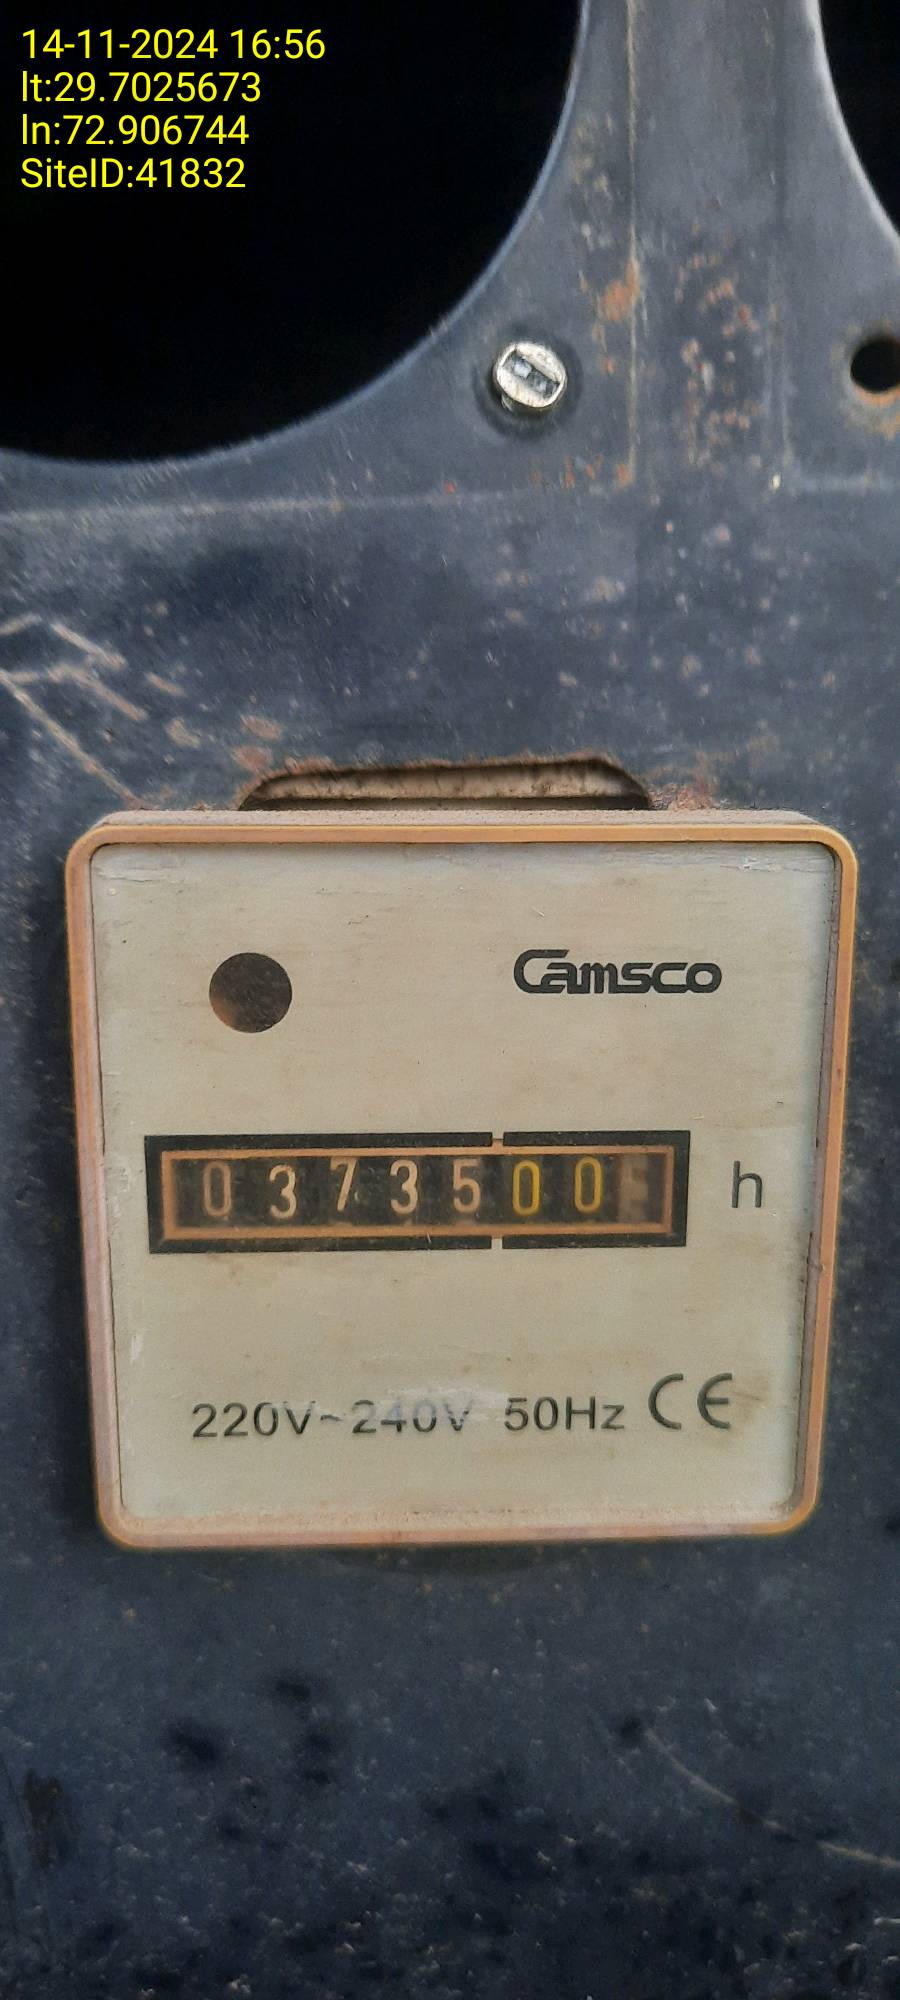 14-11-2024 16:56
lt:29.7025673
ln:72.906744
SiteID:41832
Camsco
0373500 h
220V~240V 50Hz CE